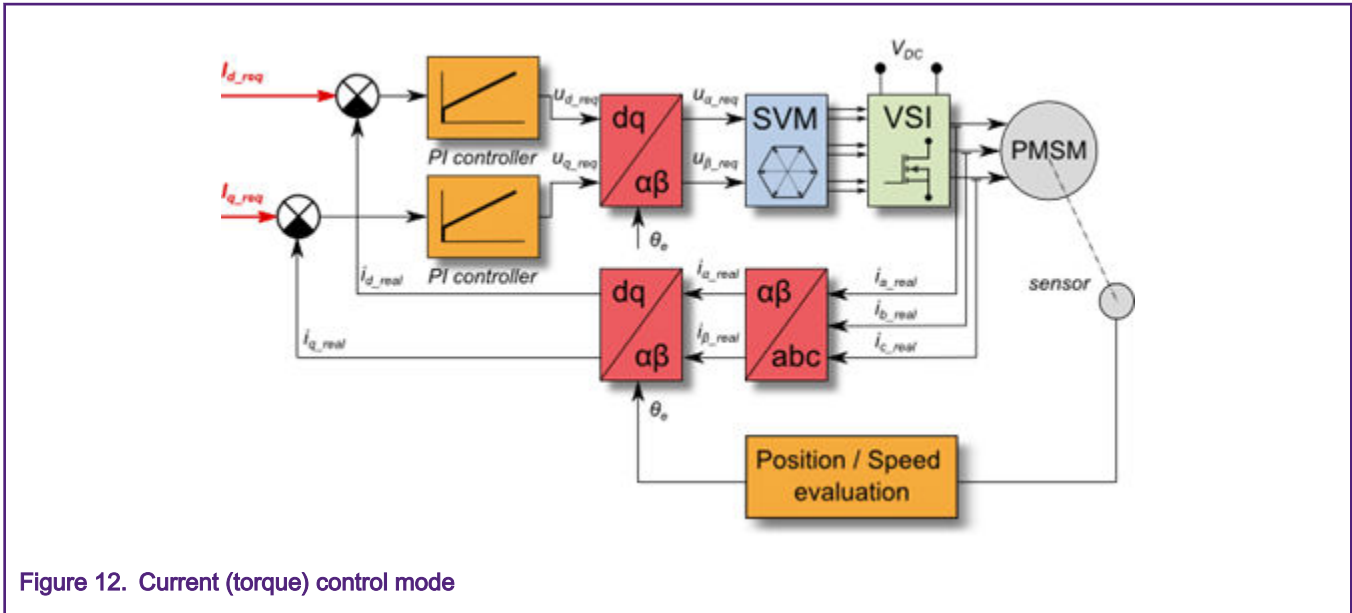 V_DC
I_d_req
u_d_req
u_α_req
dq
αβ
SVM
VSI
PMSM
PI controller
u_q_req
u_β_req
I_q_req
θ_e
PI controller
i_d_real
i_α_real
i_a_real
sensor
dq
αβ
αβ
abc
i_b_real
i_q_real
i_β_real
i_c_real
θ_e
Position / Speed
evaluation
Figure 12. Current (torque) control mode